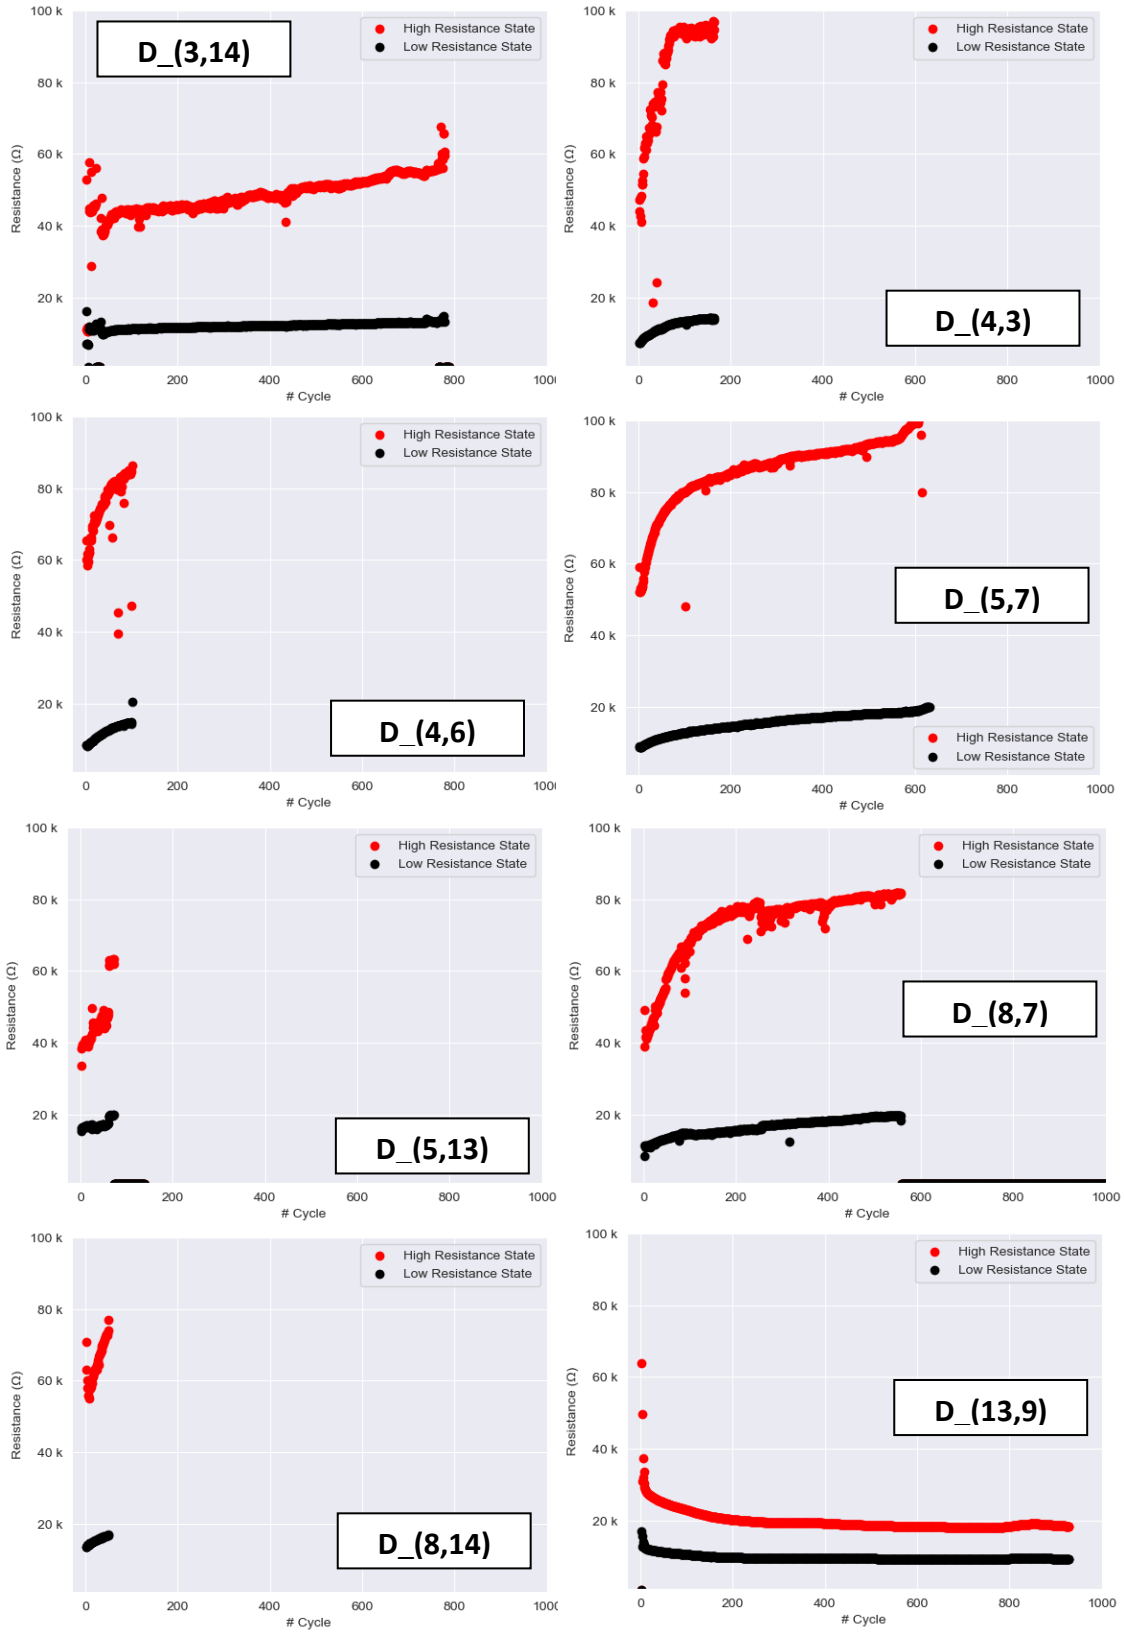 100 k
80 k
60 k
40 k
20 k
Resistance (Ω)
High Resistance State
Low Resistance State
D_(3,14)
0
200
400
600
800
100
# Cycle
100 k
80 k
60 k
40 k
20 k
Resistance (Ω)
High Resistance State
Low Resistance State
D_(4,3)
0
200
400
600
800
1000
# Cycle
100 k
80 k
60 k
40 k
20 k
Resistance (Ω)
High Resistance State
Low Resistance State
D_(4,6)
0
200
400
600
800
100
# Cycle
100 k
80 k
60 k
40 k
20 k
Resistance (Ω)
D_(5,7)
High Resistance State
Low Resistance State
0
200
400
600
800
1000
# Cycle
100 k
80 k
60 k
40 k
20 k
Resistance (Ω)
High Resistance State
Low Resistance State
D_(5,13)
0
200
400
600
800
1000
# Cycle
100 k
80 k
60 k
40 k
20 k
Resistance (Ω)
High Resistance State
Low Resistance State
D_(8,7)
0
200
400
600
800
1000
# Cycle
100 k
80 k
60 k
40 k
20 k
Resistance (Ω)
High Resistance State
Low Resistance State
D_(8,14)
0
200
400
600
800
100
# Cycle
100 k
80 k
60 k
40 k
20 k
Resistance (Ω)
High Resistance State
Low Resistance State
D_(13,9)
0
200
400
600
800
1000
# Cycle